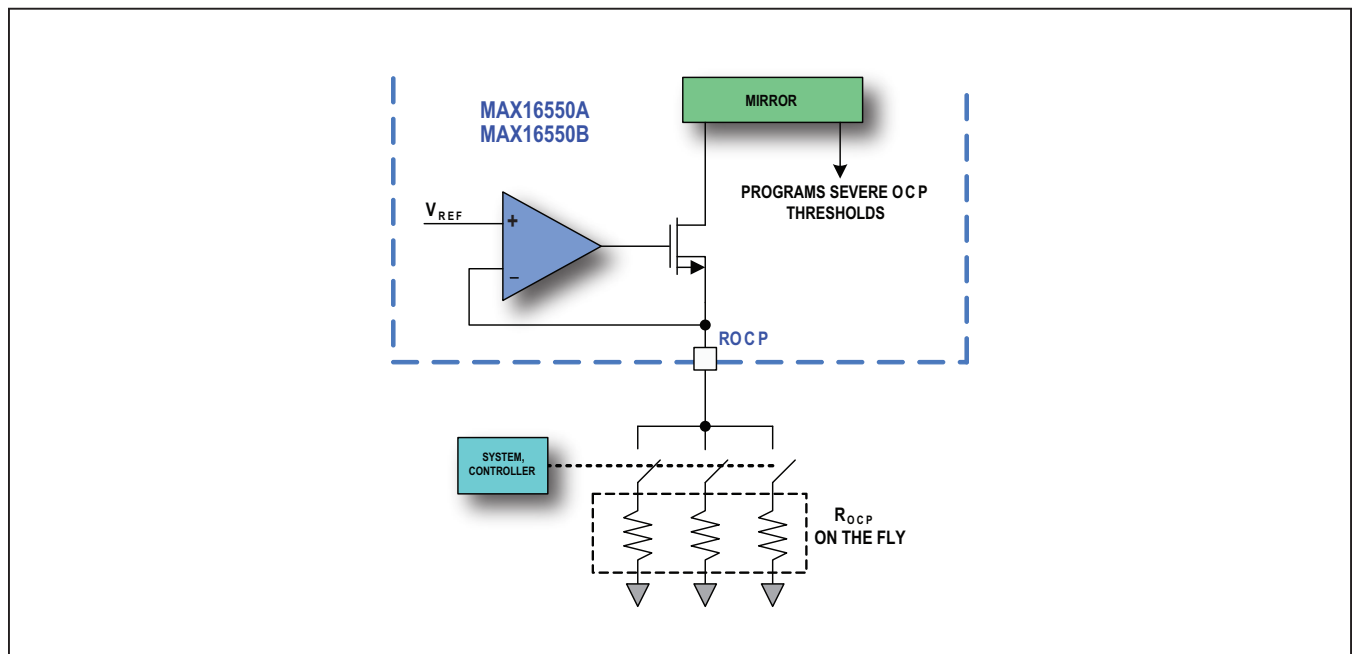 MIRROR
MAX16550A
MAX16550B
PROGRAMS SEVERE OCP
THRESHOLDS
VREF
+
–
ROCP
SYSTEM,
CONTROLLER
ROCP
ON THE FLY